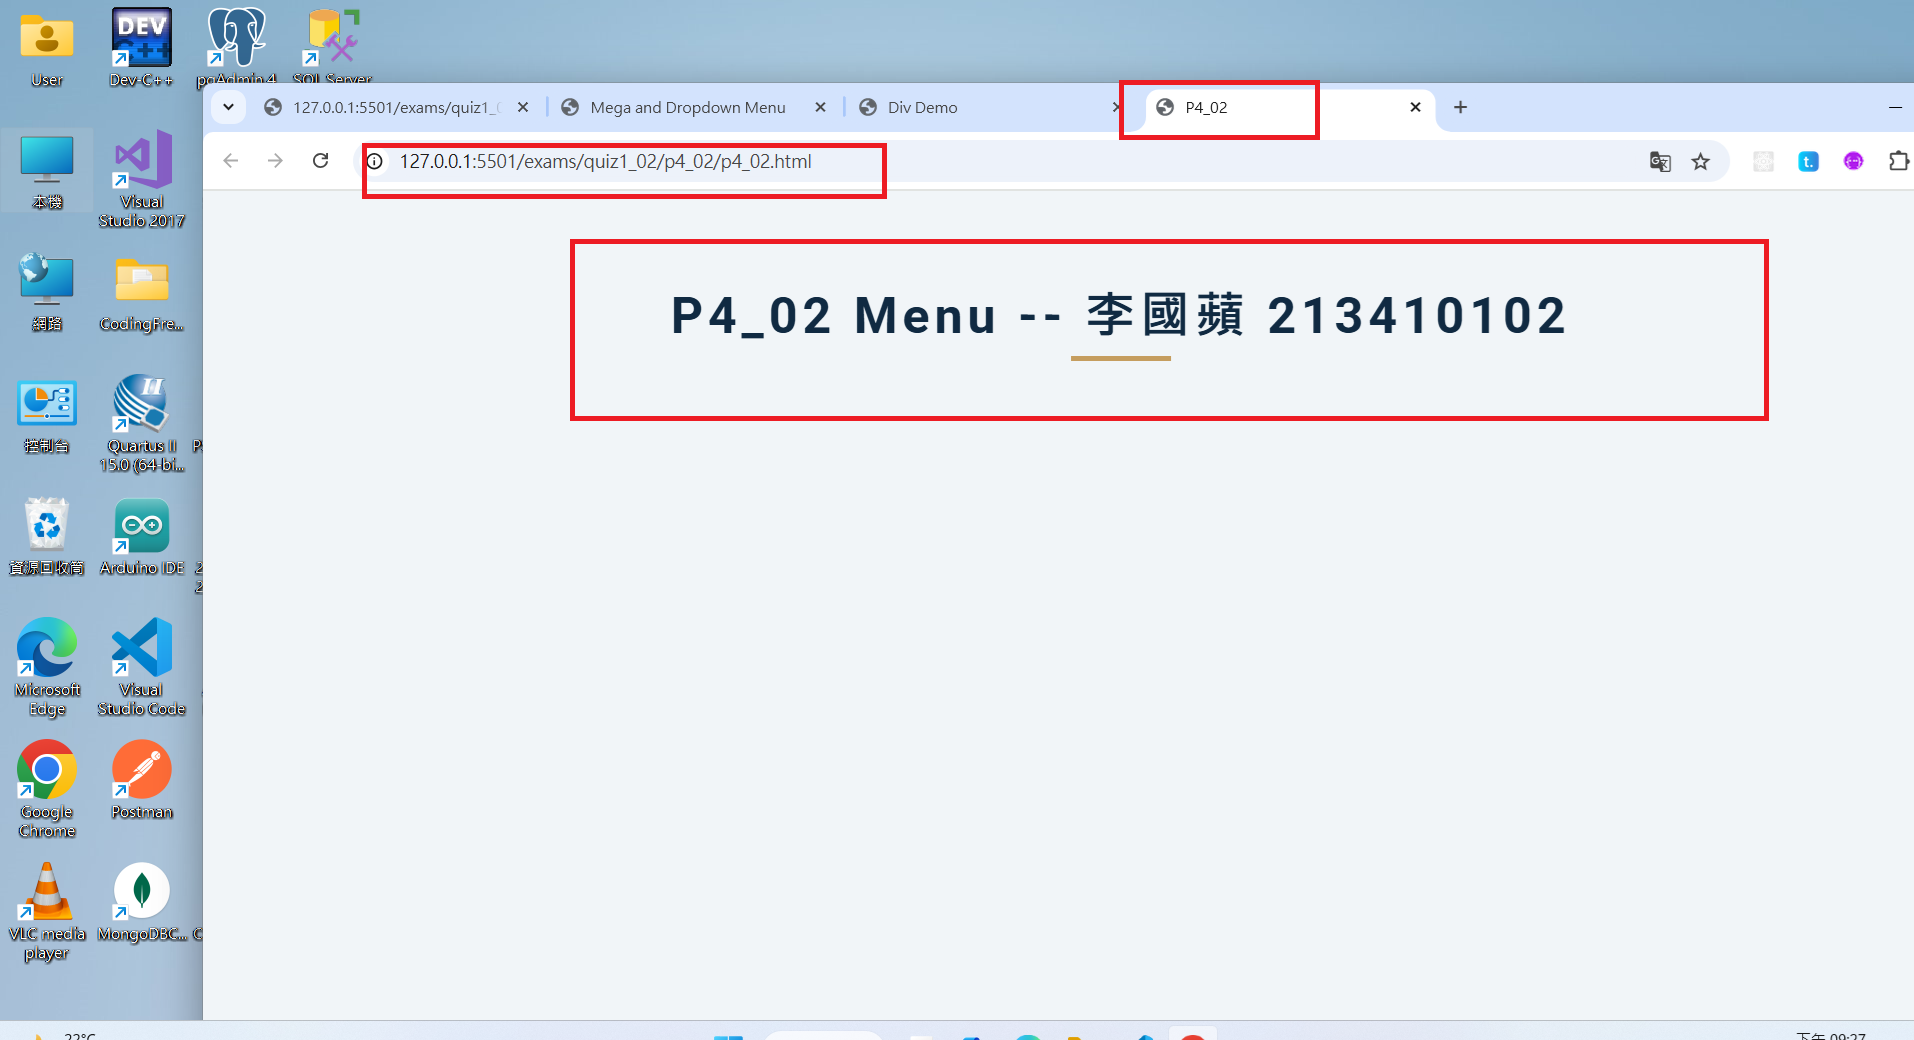 User
Dev-C++
pgAdmin 4
SQL Server
DEV
C++
127.0.0.1:5501/exams/quiz1_0
Mega and Dropdown Menu
Div Demo
P4_02
127.0.0.1:5501/exams/quiz1_02/p4_02/p4_02.html
P4_02 Menu -- 李國蘋 213410102
本機
Visual
Studio 2017
網路
CodingFre...
控制台
Quartus II
15.0 (64-bi...
資源回收筒
Arduino IDE
Microsoft
Edge
Visual
Studio Code
Google
Chrome
Postman
VLC media
player
MongoDBC...
22°C
下午 09:27